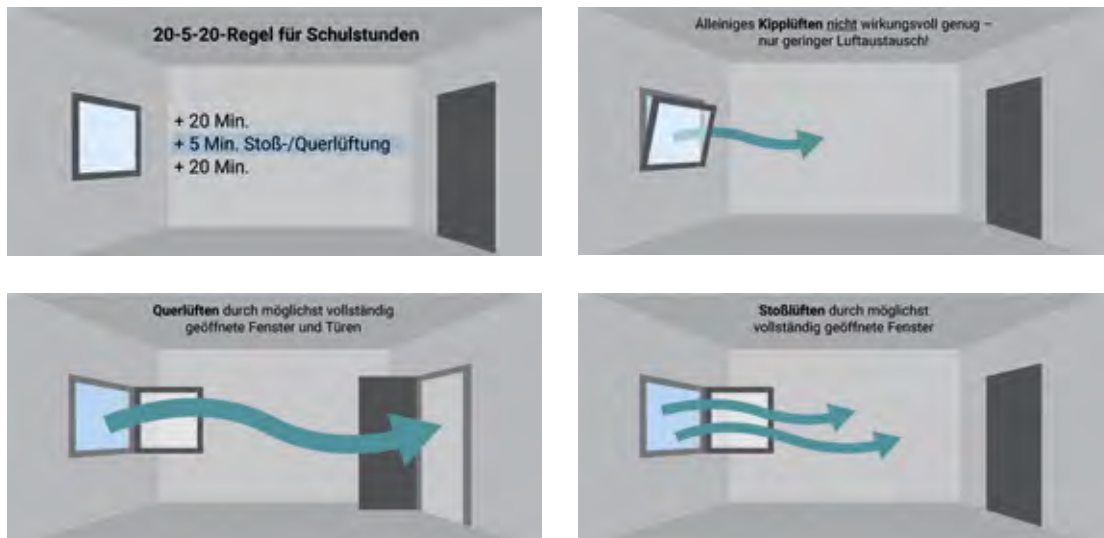 20-5-20-Regel für Schulstunden
+ 20 Min.
+ 5 Min. Stoß-/Querlüftung
+ 20 Min.
Alleiniges Kipplüften nicht wirkungsvoll genug –
nur geringer Luftaustausch!
Querlüften durch möglichst vollständig
geöffnete Fenster und Türen
Stoßlüften durch möglichst
vollständig geöffnete Fenster